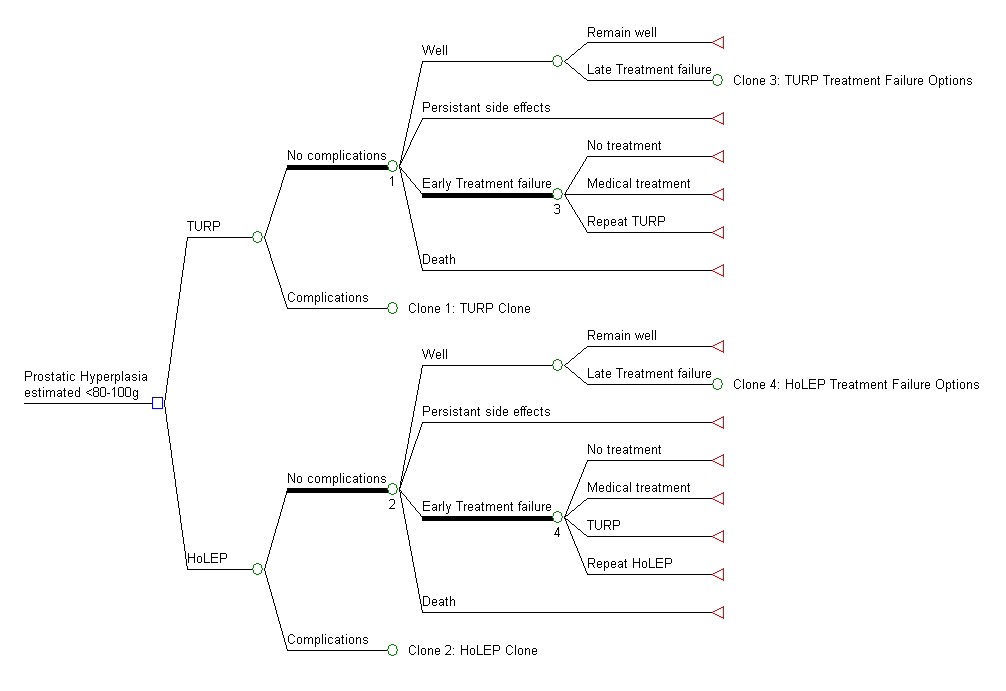 Remain well
Well
Late Treatment failure
Clone 3: TURP Treatment Failure Options
Persistant side effects
No treatment
No complications
1
Early Treatment failure
Medical treatment
3
Repeat TURP
TURP
Death
Complications
Clone 1: TURP Clone
Remain well
Well
Late Treatment failure
Clone 4: HoLEP Treatment Failure Options
Prostatic Hyperplasia
estimated <80-100g
Persistant side effects
No treatment
No complications
2
Early Treatment failure
Medical treatment
4
TURP
HoLEP
Repeat HoLEP
Death
Complications
Clone 2: HoLEP Clone